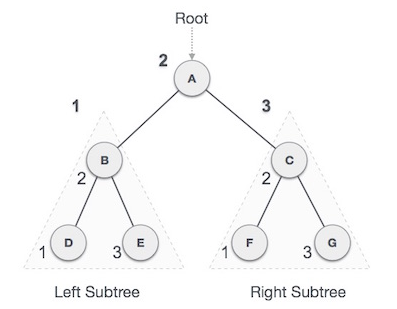 Root
2
A
1 3
B C
2 2
D E F G
1 3 1 3
Left Subtree Right Subtree